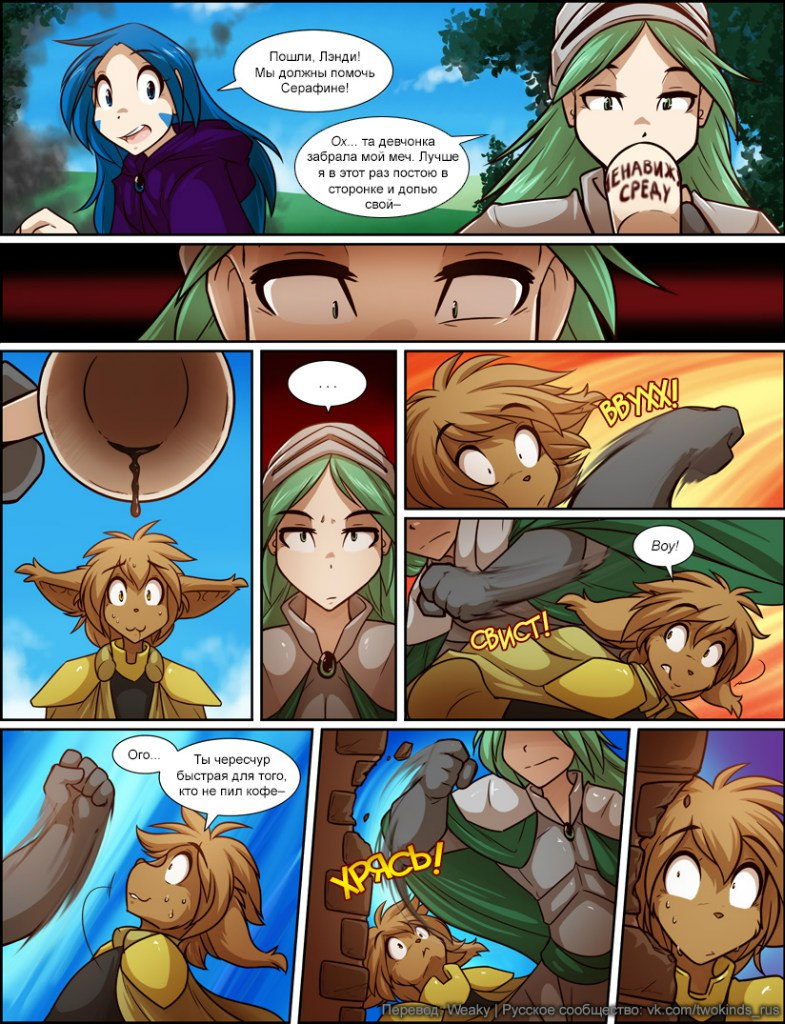 Пошли, Лэнди!
Мы должны помочь
Серафине!
Ох... та девчонка
забрала мой меч. Лучше
я в этот раз постою в
сторонке и допью
свой–
ЕНАВИЖ
СРЕДУ
...
ВВУХХ!
Воу!
СВИСТ!
Ого...
Ты чересчур
быстрая для того,
кто не пил кофе–
ХРЯСЬ!
Перевод: Weaky | Русское сообщество: vk.com/twokinds_rus